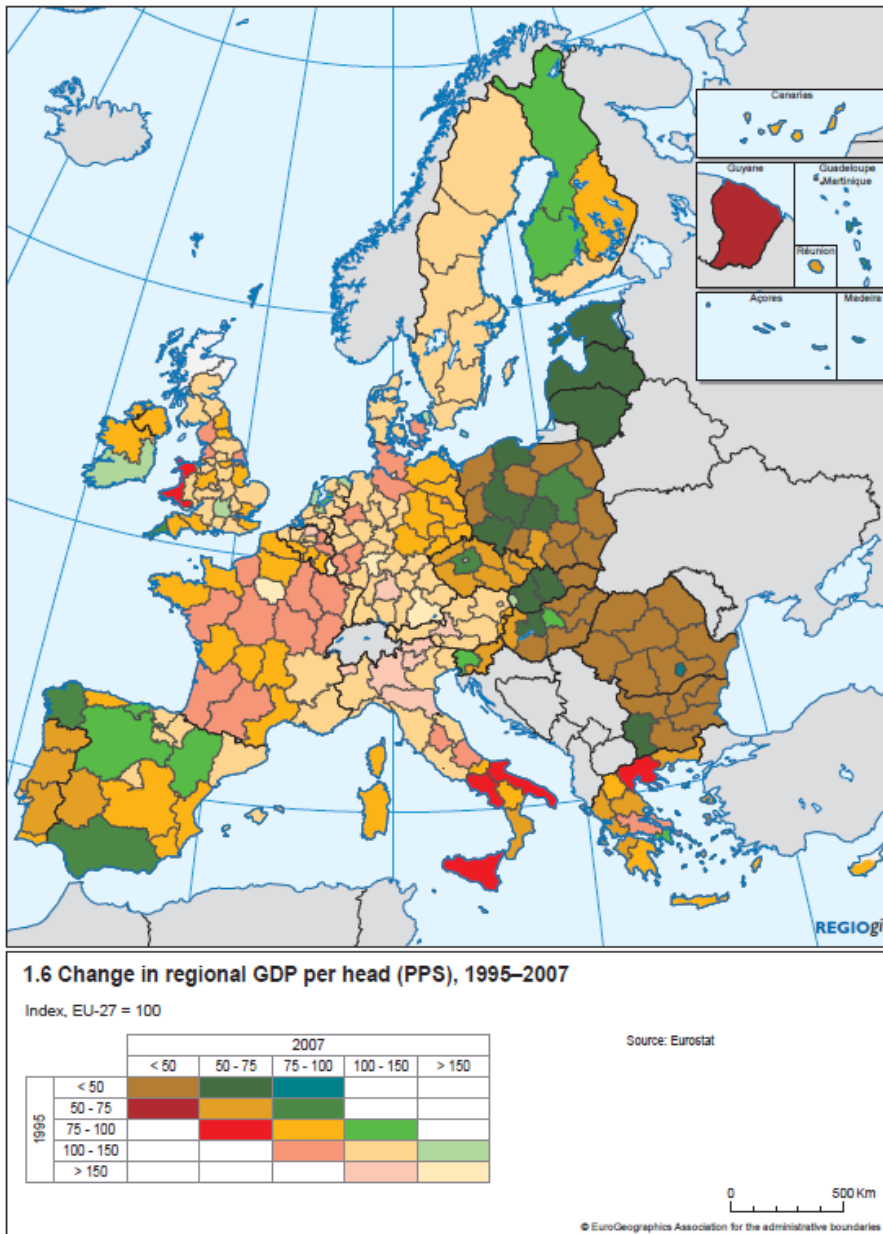 Canarias
Guyane
Guadeloupe
Martinique
Réunion
Açores
Madeira
REGIOgi
1.6 Change in regional GDP per head (PPS), 1995–2007
Index, EU-27 = 100
Source: Eurostat
2007
< 50 50 - 75 75 - 100 100 - 150 > 150
1995
< 50
50 - 75
75 - 100
100 - 150
> 150
0 500 Km
© EuroGeographics Association for the administrative boundaries